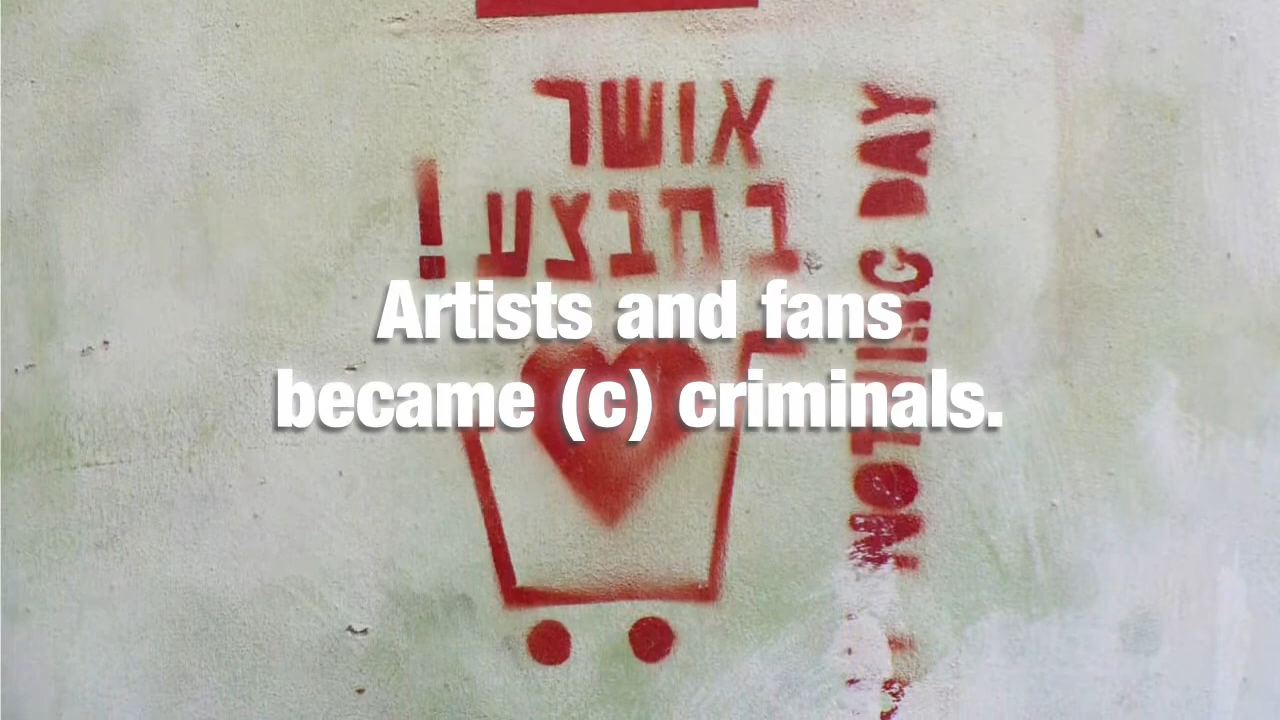 אושר
במבצע!
NOTHING DAY
Artists and fans
became (c) criminals.